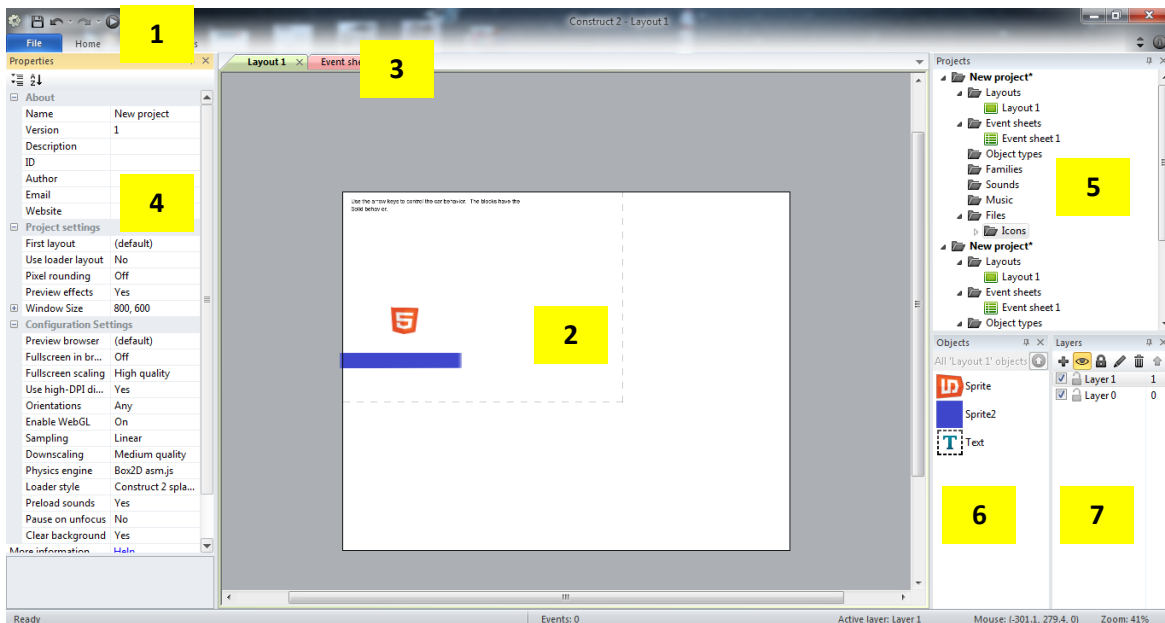 Construct 2 - Layout 1
1
File Home s
Properties
Layout 1
Event she
3
Projects
About
Name New project
Version 1
Description
ID
Author
Email
Website
4
Project settings
First layout (default)
Use loader layout No
Pixel rounding Off
Preview effects Yes
Window Size 800, 600
Configuration Settings
Preview browser (default)
Fullscreen in br... Off
Fullscreen scaling High quality
Use high-DPI di... Yes
Orientations Any
Enable WebGL On
Sampling Linear
Downscaling Medium quality
Physics engine Box2D asm.js
Loader style Construct 2 spla...
Preload sounds Yes
Pause on unfocus No
Clear background Yes
More information Help
Use the arrow keys to control the car behavior. The blocks have the
Solid behavior.
5
2
New project*
Layouts
Layout 1
Event sheets
Event sheet 1
Object types
Families
Sounds
Music
Files
Icons
New project*
Layouts
Layout 1
Event sheets
Event sheet 1
Object types
5
Objects
All 'Layout 1' objects
Sprite
Sprite2
T Text
6
Layers
Layer 1 1
Layer 0 0
7
Ready
Events: 0
Active layer: Layer 1
Mouse: (-301.1, 279.4, 0)
Zoom: 41%